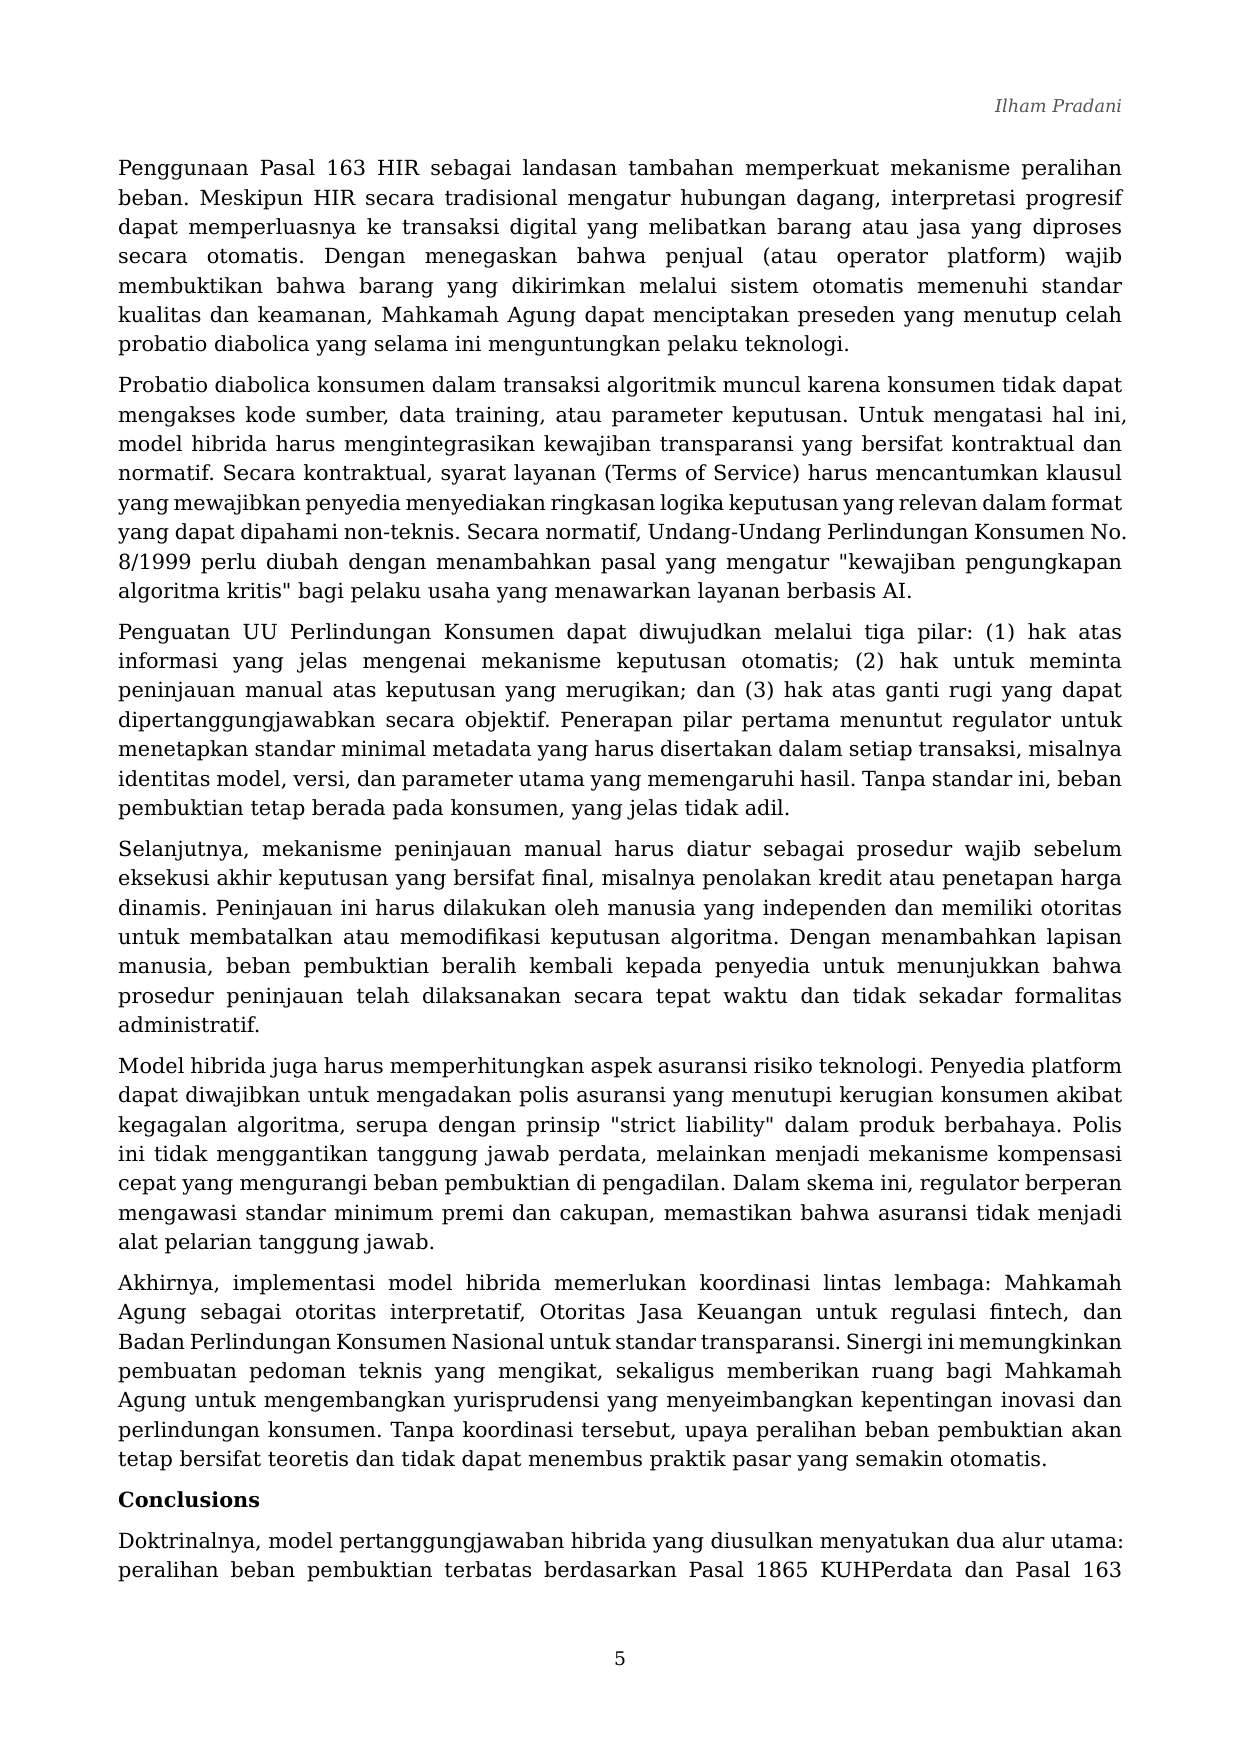 Ilham Pradani
Penggunaan Pasal 163 HIR sebagai landasan tambahan memperkuat mekanisme peralihan
beban. Meskipun HIR secara tradisional mengatur hubungan dagang, interpretasi progresif
dapat memperluasnya ke transaksi digital yang melibatkan barang atau jasa yang diproses
secara otomatis. Dengan menegaskan bahwa penjual (atau operator platform) wajib
membuktikan bahwa barang yang dikirimkan melalui sistem otomatis memenuhi standar
kualitas dan keamanan, Mahkamah Agung dapat menciptakan preseden yang menutup celah
probatio diabolica yang selama ini menguntungkan pelaku teknologi.
Probatio diabolica konsumen dalam transaksi algoritmik muncul karena konsumen tidak dapat
mengakses kode sumber, data training, atau parameter keputusan. Untuk mengatasi hal ini,
model hibrida harus mengintegrasikan kewajiban transparansi yang bersifat kontraktual dan
normatif. Secara kontraktual, syarat layanan (Terms of Service) harus mencantumkan klausul
yang mewajibkan penyedia menyediakan ringkasan logika keputusan yang relevan dalam format
yang dapat dipahami non-teknis. Secara normatif, Undang-Undang Perlindungan Konsumen No.
8/1999 perlu diubah dengan menambahkan pasal yang mengatur "kewajiban pengungkapan
algoritma kritis" bagi pelaku usaha yang menawarkan layanan berbasis AI.
Penguatan UU Perlindungan Konsumen dapat diwujudkan melalui tiga pilar: (1) hak atas
informasi yang jelas mengenai mekanisme keputusan otomatis; (2) hak untuk meminta
peninjauan manual atas keputusan yang merugikan; dan (3) hak atas ganti rugi yang dapat
dipertanggungjawabkan secara objektif. Penerapan pilar pertama menuntut regulator untuk
menetapkan standar minimal metadata yang harus disertakan dalam setiap transaksi, misalnya
identitas model, versi, dan parameter utama yang memengaruhi hasil. Tanpa standar ini, beban
pembuktian tetap berada pada konsumen, yang jelas tidak adil.
Selanjutnya, mekanisme peninjauan manual harus diatur sebagai prosedur wajib sebelum
eksekusi akhir keputusan yang bersifat final, misalnya penolakan kredit atau penetapan harga
dinamis. Peninjauan ini harus dilakukan oleh manusia yang independen dan memiliki otoritas
untuk membatalkan atau memodifikasi keputusan algoritma. Dengan menambahkan lapisan
manusia, beban pembuktian beralih kembali kepada penyedia untuk menunjukkan bahwa
prosedur peninjauan telah dilaksanakan secara tepat waktu dan tidak sekadar formalitas
administratif.
Model hibrida juga harus memperhitungkan aspek asuransi risiko teknologi. Penyedia platform
dapat diwajibkan untuk mengadakan polis asuransi yang menutupi kerugian konsumen akibat
kegagalan algoritma, serupa dengan prinsip "strict liability" dalam produk berbahaya. Polis
ini tidak menggantikan tanggung jawab perdata, melainkan menjadi mekanisme kompensasi
cepat yang mengurangi beban pembuktian di pengadilan. Dalam skema ini, regulator berperan
mengawasi standar minimum premi dan cakupan, memastikan bahwa asuransi tidak menjadi
alat pelarian tanggung jawab.
Akhirnya, implementasi model hibrida memerlukan koordinasi lintas lembaga: Mahkamah
Agung sebagai otoritas interpretatif, Otoritas Jasa Keuangan untuk regulasi fintech, dan
Badan Perlindungan Konsumen Nasional untuk standar transparansi. Sinergi ini memungkinkan
pembuatan pedoman teknis yang mengikat, sekaligus memberikan ruang bagi Mahkamah
Agung untuk mengembangkan yurisprudensi yang menyeimbangkan kepentingan inovasi dan
perlindungan konsumen. Tanpa koordinasi tersebut, upaya peralihan beban pembuktian akan
tetap bersifat teoretis dan tidak dapat menembus praktik pasar yang semakin otomatis.
Conclusions
Doktrinalnya, model pertanggungjawaban hibrida yang diusulkan menyatukan dua alur utama:
peralihan beban pembuktian terbatas berdasarkan Pasal 1865 KUHPerdata dan Pasal 163
5